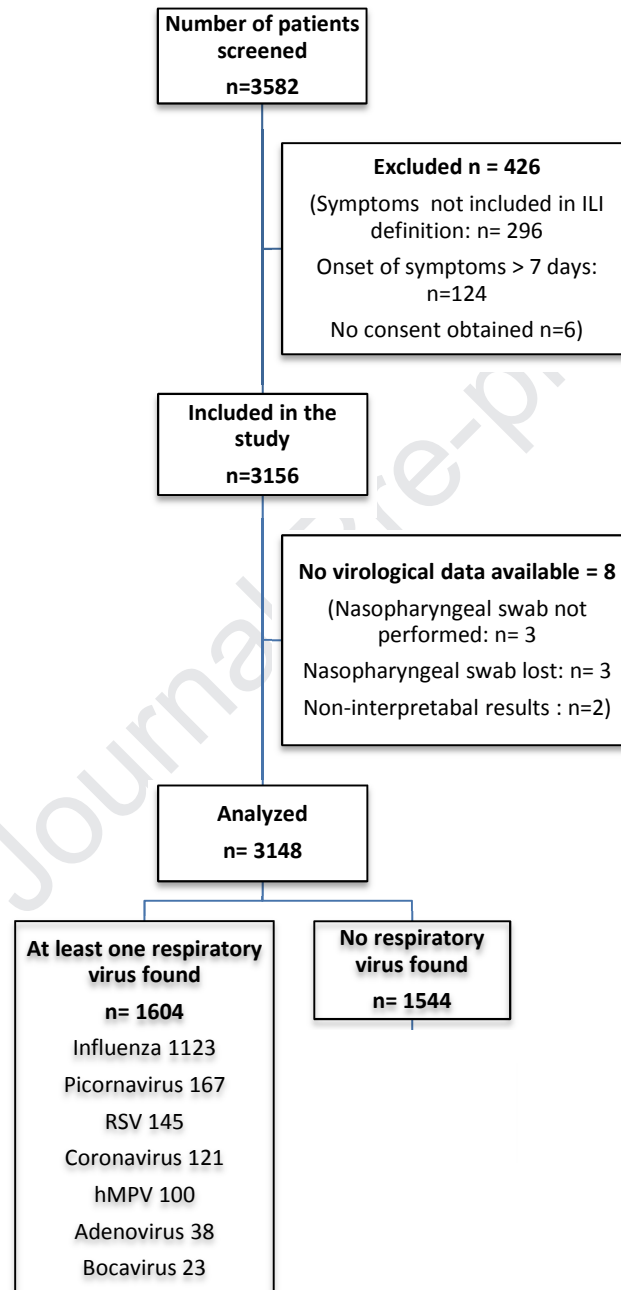 Number of patients
screened
n=3582
Excluded n = 426
(Symptoms not included in ILI
definition: n= 296
Onset of symptoms > 7 days:
n=124
No consent obtained n=6)
Included in the
study
n=3156
No virological data available = 8
(Nasopharyngeal swab not
performed: n= 3
Nasopharyngeal swab lost: n= 3
Non-interpretabal results : n=2)
Analyzed
n= 3148
At least one respiratory
virus found
n= 1604
Influenza 1123
Picornavirus 167
RSV 145
Coronavirus 121
hMPV 100
Adenovirus 38
Bocavirus 23
No respiratory
virus found
n= 1544
Journal